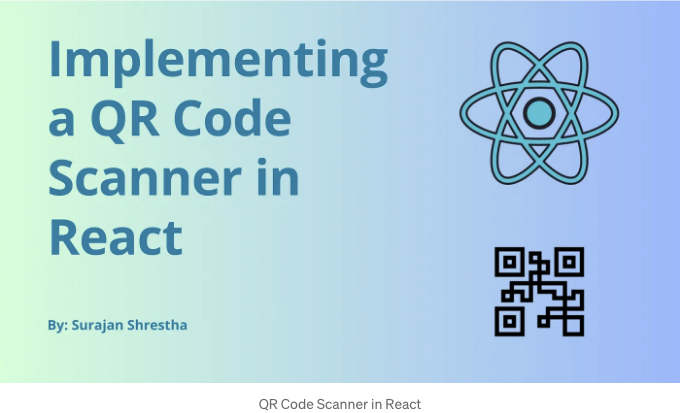 Implementing
a QR Code
Scanner in
React
By: Surajan Shrestha
QR Code Scanner in React